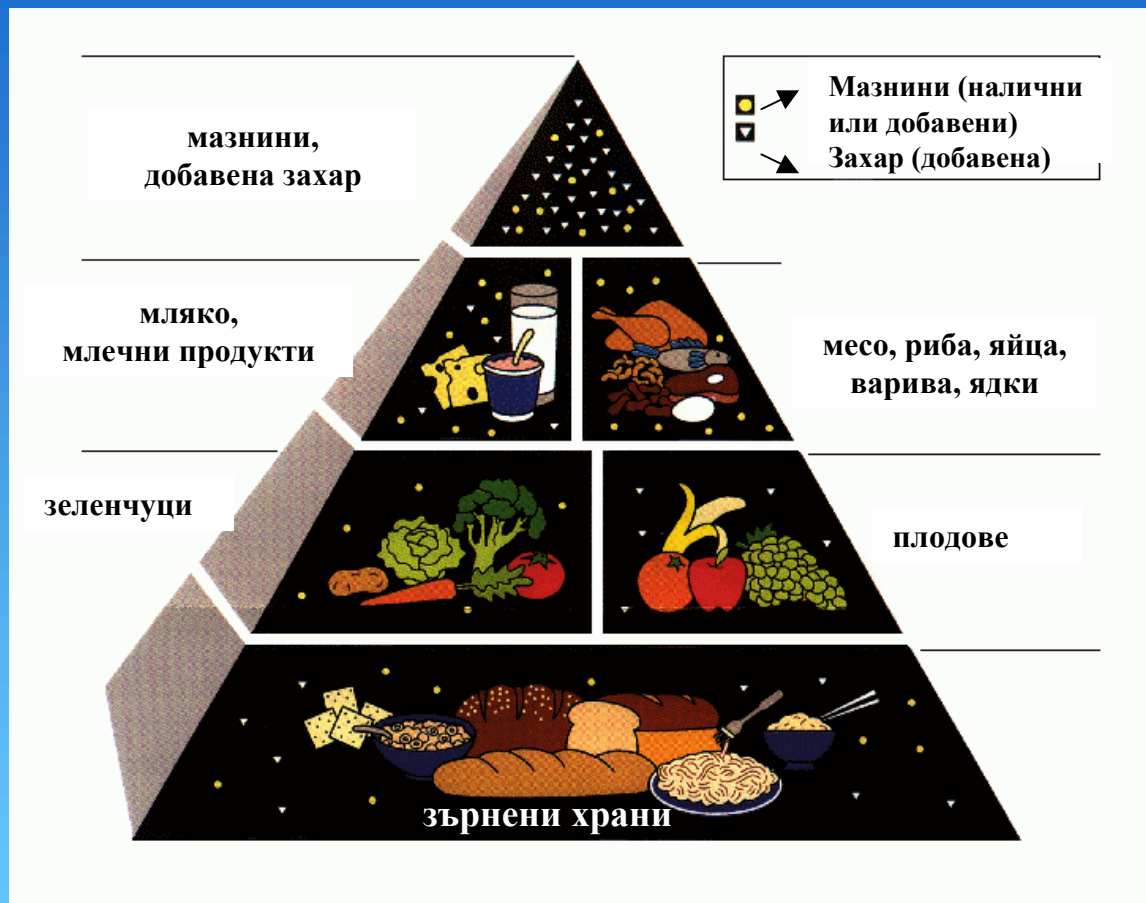 мазнини,
добавена захар
Мазнини (налични
или добавени)
Захар (добавена)
мляко,
млечни продукти
месо, риба, яйца,
варива, ядки
зеленчуци
плодове
зърнени храни